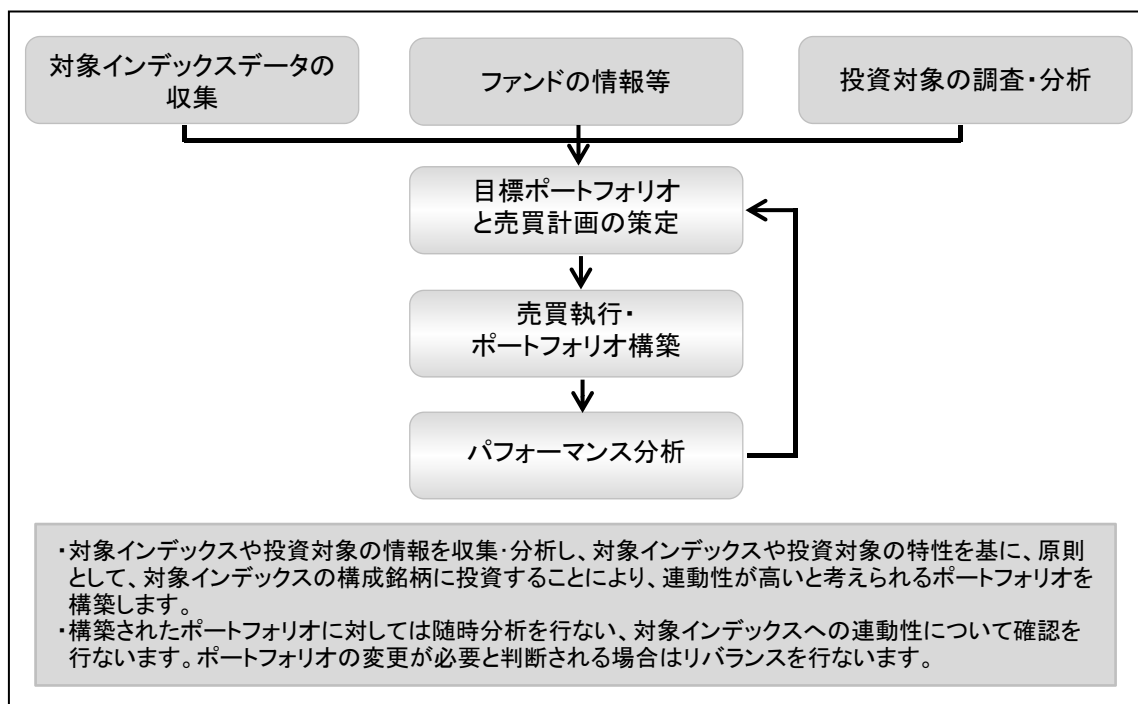 対象インデックスデータの
収集
ファンドの情報等
投資対象の調査・分析
目標ポートフォリオ
と売買計画の策定
売買執行・
ポートフォリオ構築
パフォーマンス分析
・対象インデックスや投資対象の情報を収集・分析し、対象インデックスや投資対象の特性を基に、原則
として、対象インデックスの構成銘柄に投資することにより、連動性が高いと考えられるポートフォリオを
構築します。
・構築されたポートフォリオに対しては随時分析を行ない、対象インデックスへの連動性について確認を
行ないます。ポートフォリオの変更が必要と判断される場合はリバランスを行ないます。